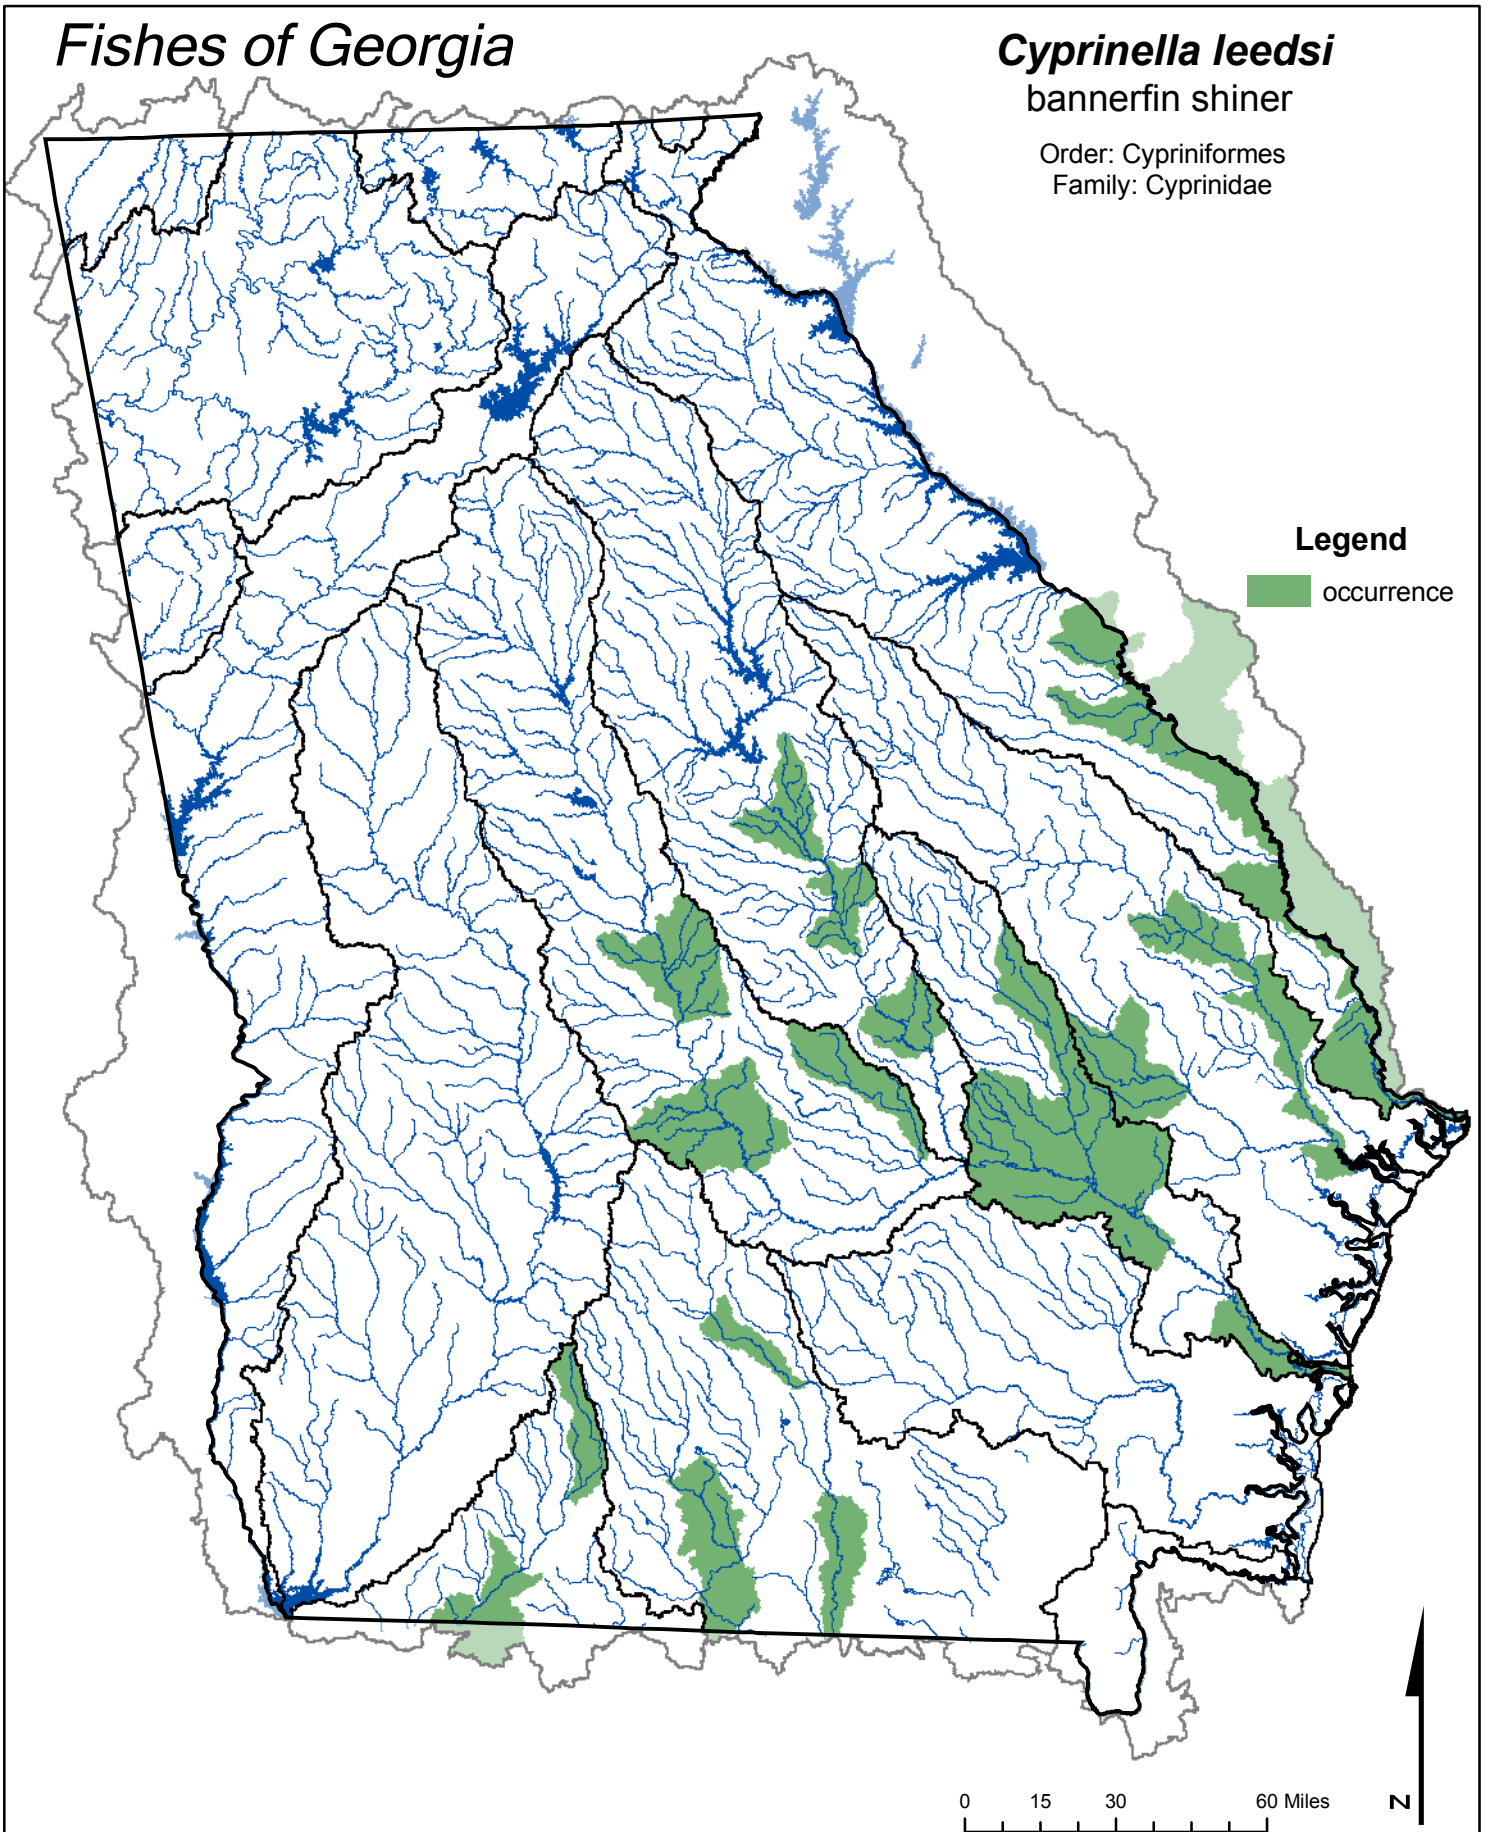 Fishes of Georgia
Cyprinella leedsi
bannerfin shiner
Order: Cypriniformes
Family: Cyprinidae
Legend
occurrence
0 15 30 60 Miles
N